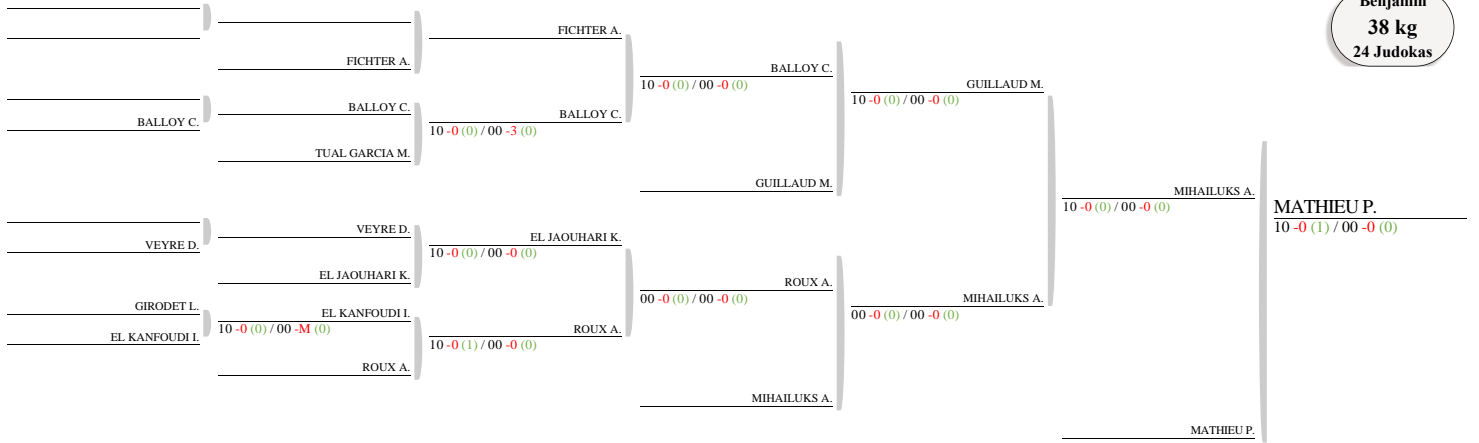 Benjamin
38 kg
24 Judokas
FICHTER A.
FICHTER A.
BALLOY C.
10 -0 (0) / 00 -0 (0)
GUILLAUD M.
10 -0 (0) / 00 -0 (0)
BALLOY C.
BALLOY C.
BALLOY C.
10 -0 (0) / 00 -3 (0)
TUAL GARCIA M.
GUILLAUD M.
MIHAILUKS A.
10 -0 (0) / 00 -0 (0)
MATHIEU P.
10 -0 (1) / 00 -0 (0)
VEYRE D.
VEYRE D.
EL JAOUHARI K.
10 -0 (0) / 00 -0 (0)
EL JAOUHARI K.
ROUX A.
00 -0 (0) / 00 -0 (0)
MIHAILUKS A.
00 -0 (0) / 00 -0 (0)
GIRODET L.
EL KANFOUDI I.
10 -0 (0) / 00 -M (0)
EL KANFOUDI I.
ROUX A.
10 -0 (1) / 00 -0 (0)
ROUX A.
MIHAILUKS A.
MATHIEU P.